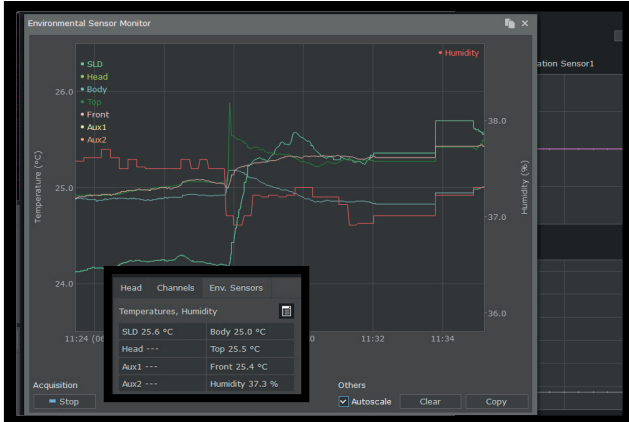 Environmental Sensor Monitor
ation Sensor1
SLD
Head
Body
Top
Front
Aux1
Aux2
Humidity
26.0
25.0
24.0
Temperature (°C)
38.0
37.0
36.0
Humidity (%)
11:24 (06
0
11:32
11:34
Head Channels Env. Sensors
Temperatures, Humidity
SLD 25.6 °C Body 25.0 °C
Head --- Top 25.5 °C
Aux1 --- Front 25.4 °C
Aux2 --- Humidity 37.3 %
Acquisition
Stop
Others
Autoscale Clear Copy